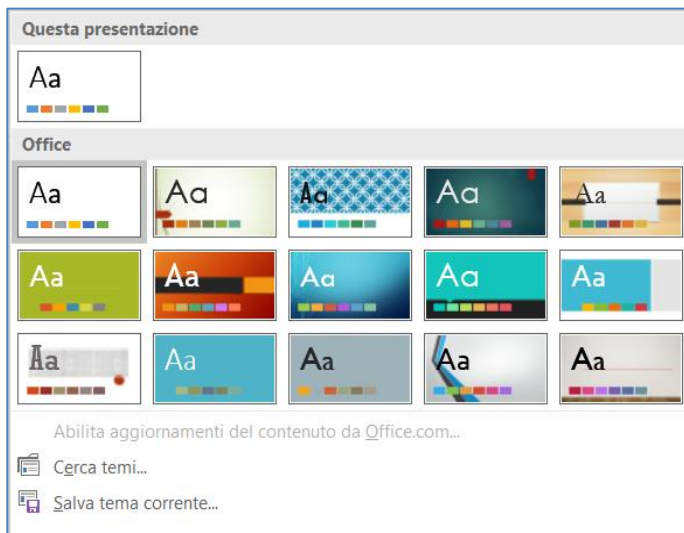 Questa presentazione
Aa
Office
Aa Aa Aa Aa Aa
Aa Aa Aa Aa Aa
Aa Aa Aa Aa Aa
Abilita aggiornamenti del contenuto da Office.com...
Cerca temi...
Salva tema corrente...